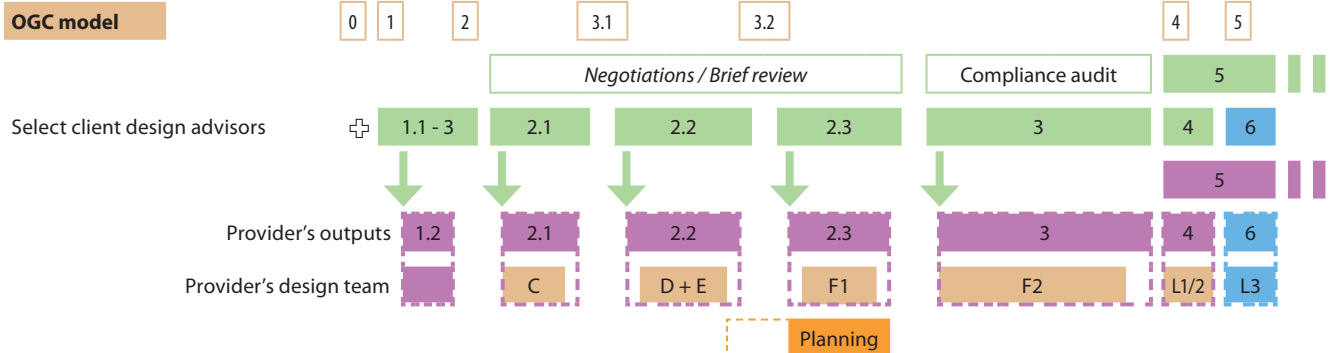 OGC model 0 1 2 3.1 3.2 4 5
Negotiations / Brief review Compliance audit 5
Select client design advisors 1.1 - 3 2.1 2.2 2.3 3 4 6
5
Provider's outputs 1.2 2.1 2.2 2.3 3 4 6
Provider's design team C D + E F1 F2 L1/2 L3
Planning